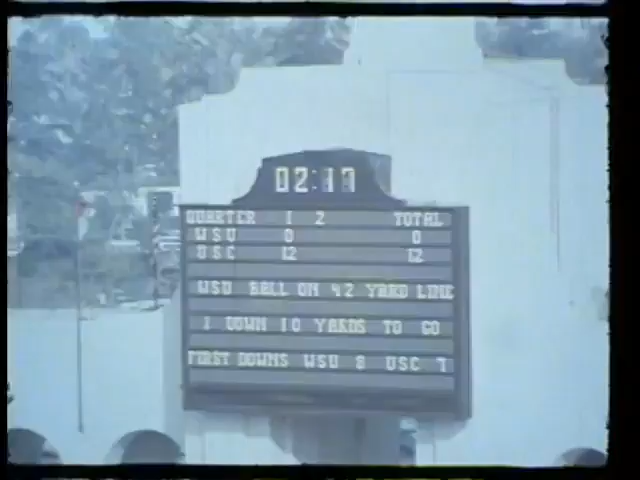 02:17
QUARTER 1 2 TOTAL
WSU 0 0
USC 12 12
WSU BALL ON 42 YARD LINE
1 DOWN 10 YARDS TO GO
FIRST DOWNS WSU 8 USC 7